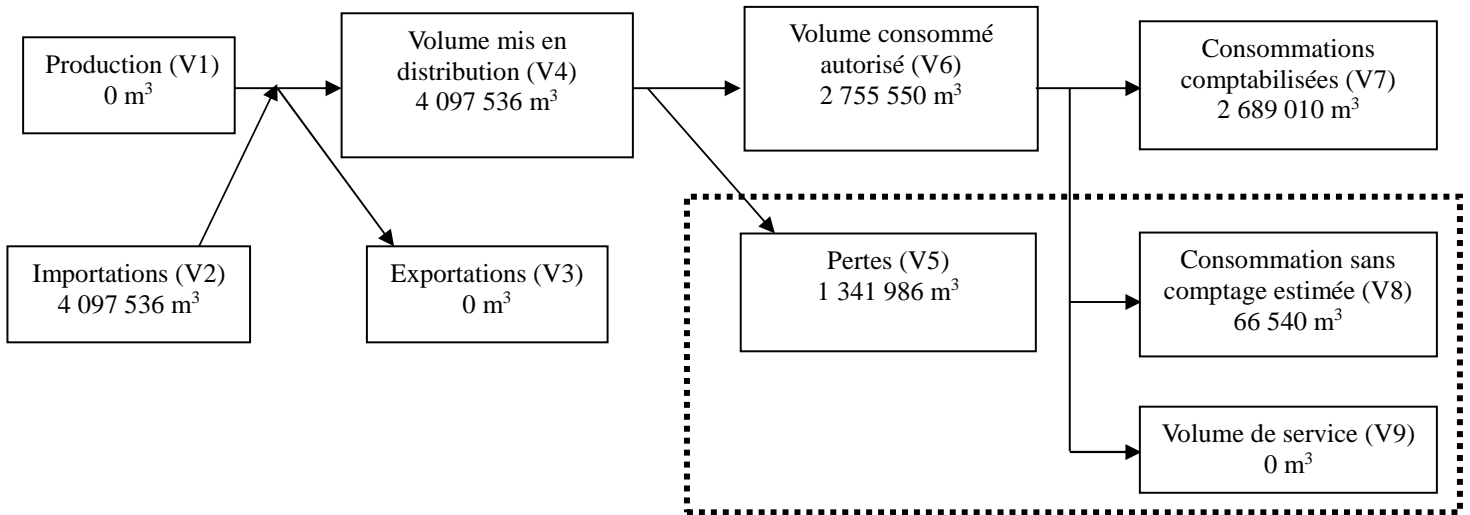 Production (V1)
0 m³
Volume mis en
distribution (V4)
4 097 536 m³
Volume consommé
autorisé (V6)
2 755 550 m³
Consommations
comptabilisées (V7)
2 689 010 m³
Importations (V2)
4 097 536 m³
Exportations (V3)
0 m³
Pertes (V5)
1 341 986 m³
Consommation sans
comptage estimée (V8)
66 540 m³
Volume de service (V9)
0 m³